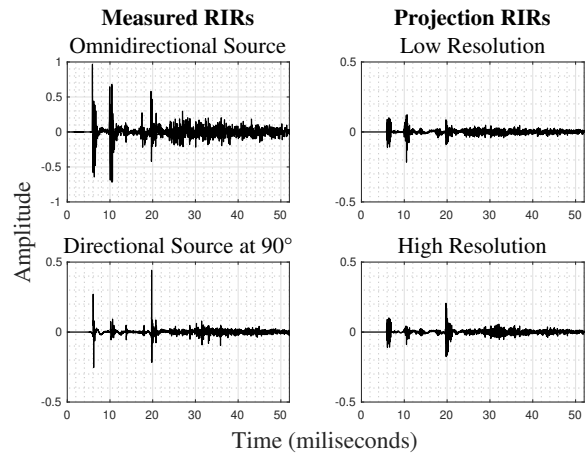 Measured RIRs
Projection RIRs
Omnidirectional Source
Low Resolution
1
0.5
0
-0.5
-1
0 10 20 30 40 50
0.5
0
-0.5
0 10 20 30 40 50
Amplitude
Directional Source at 90°
High Resolution
0.5
0
-0.5
0 10 20 30 40 50
0.5
0
-0.5
0 10 20 30 40 50
Time (miliseconds)